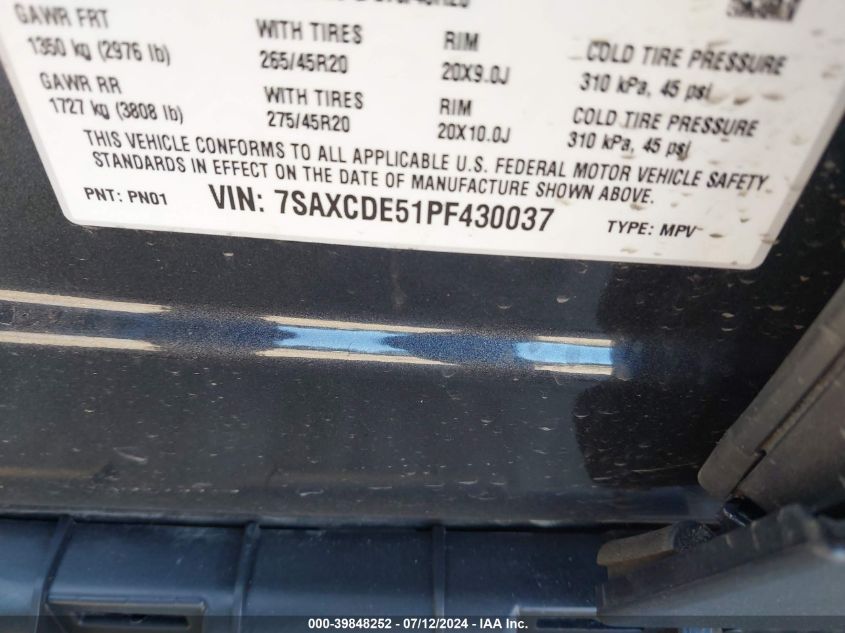 GAWR FRT WITH TIRES RIM COLD TIRE PRESSURE
1350 kg (2976 lb) 265/45R20 20X9.0J 310 kPa, 45 psi
GAWR RR WITH TIRES RIM COLD TIRE PRESSURE
1727 kg (3808 lb) 275/45R20 20X10.0J 310 kPa, 45 psi
THIS VEHICLE CONFORMS TO ALL APPLICABLE U.S. FEDERAL MOTOR VEHICLE SAFETY
STANDARDS IN EFFECT ON THE DATE OF MANUFACTURE SHOWN ABOVE.
PNT: PN01 VIN: 7SAXCDE51PF430037 TYPE: MPV
000-39848252 - 07/12/2024 - IAA Inc.